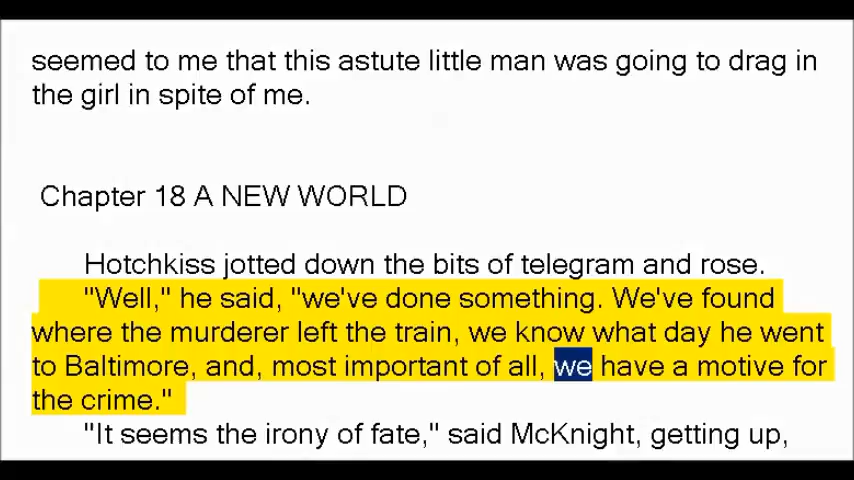 seemed to me that this astute little man was going to drag in
the girl in spite of me.
Chapter 18 A NEW WORLD
Hotchkiss jotted down the bits of telegram and rose.
"Well," he said, "we've done something. We've found
where the murderer left the train, we know what day he went
to Baltimore, and, most important of all, we have a motive for
the crime."
"It seems the irony of fate," said McKnight, getting up,